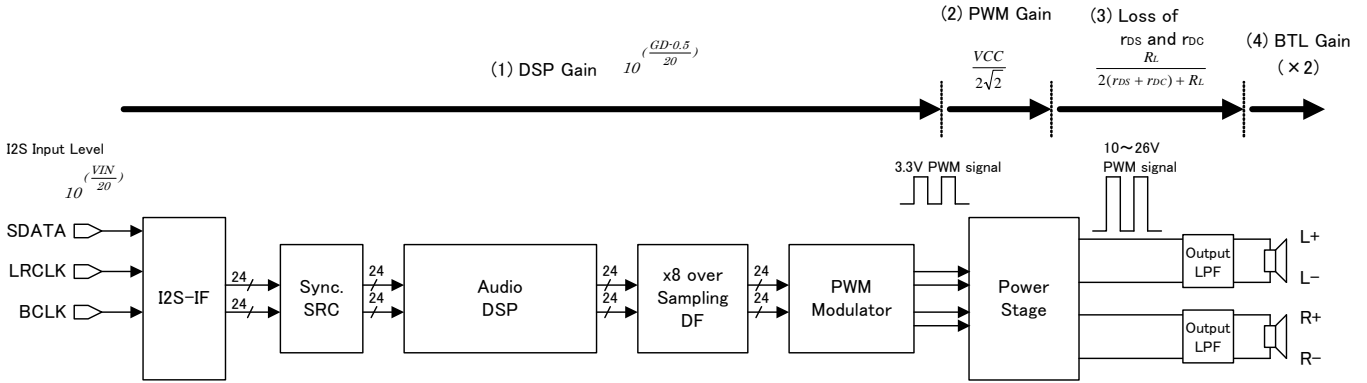 (1) DSP Gain 10^((GD-0.5)/20)
(2) PWM Gain
VCC
2√2
(3) Loss of
rDS and rDC
RL
2(rDS + rDC) + RL
(4) BTL Gain
(×2)
I2S Input Level
10^(VIN/20)
3.3V PWM signal
10~26V
PWM signal
SDATA
LRCLK
BCLK
I2S-IF
24
24
Sync.
SRC
24
24
Audio
DSP
24
24
x8 over
Sampling
DF
24
24
PWM
Modulator
Power
Stage
Output
LPF
L+
L-
Output
LPF
R+
R-